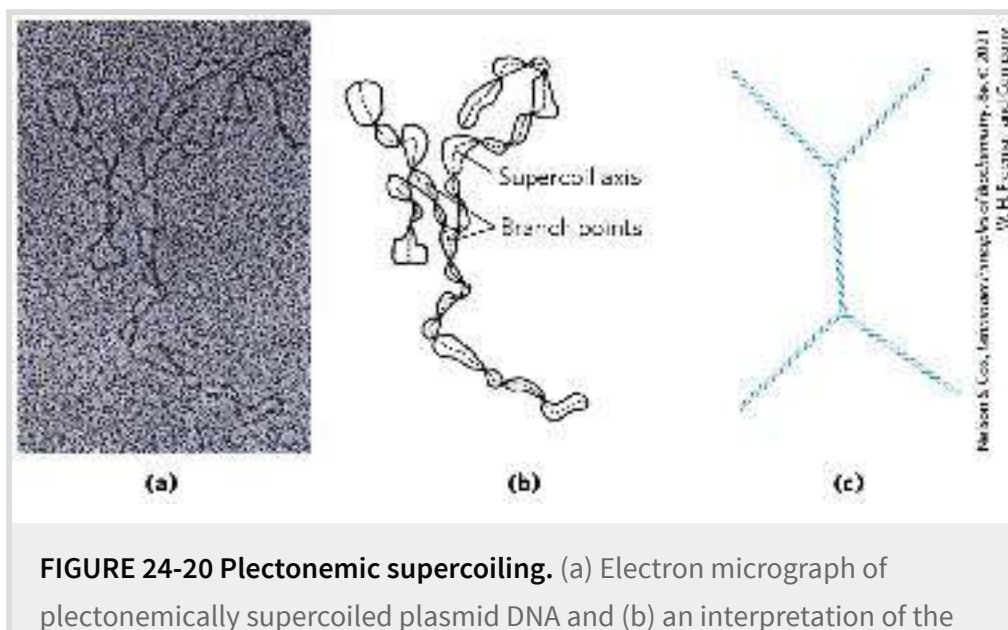 Supercoil axis
Branch points
(a)
(b)
(c)
FIGURE 24-20 Plectonemic supercoiling. (a) Electron micrograph of
plectonemically supercoiled plasmid DNA and (b) an interpretation of the